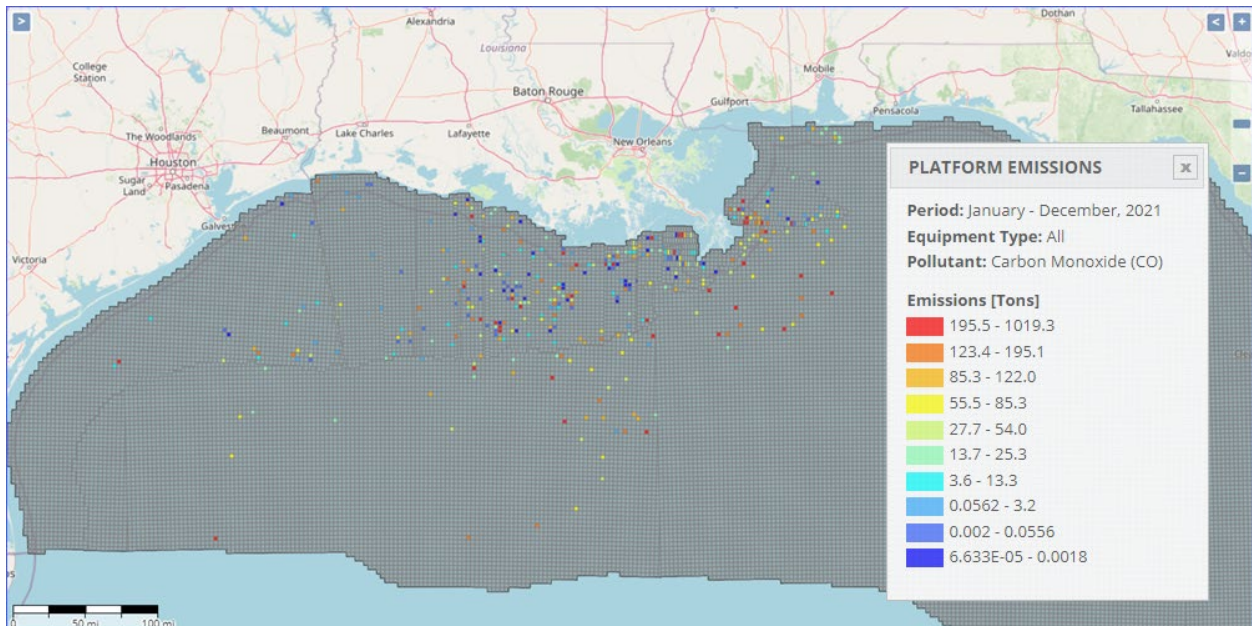 >
<
+
−
Alexandria
Dothan
Louisiana
College
Station
Valdo
Mobile
Baton Rouge
Gulfport
Pensacola
Tallahassee
The Woodlands
Beaumont
Lake Charles
Lafayette
New Orleans
Houston
Sugar
Land
Pasadena
Galves
Victoria
PLATFORM EMISSIONS
x
Period: January - December, 2021
Equipment Type: All
Pollutant: Carbon Monoxide (CO)
Emissions [Tons]
195.5 - 1019.3
123.4 - 195.1
85.3 - 122.0
55.5 - 85.3
27.7 - 54.0
13.7 - 25.3
3.6 - 13.3
0.0562 - 3.2
0.002 - 0.0556
6.633E-05 - 0.0018
0 50 mi 100 mi